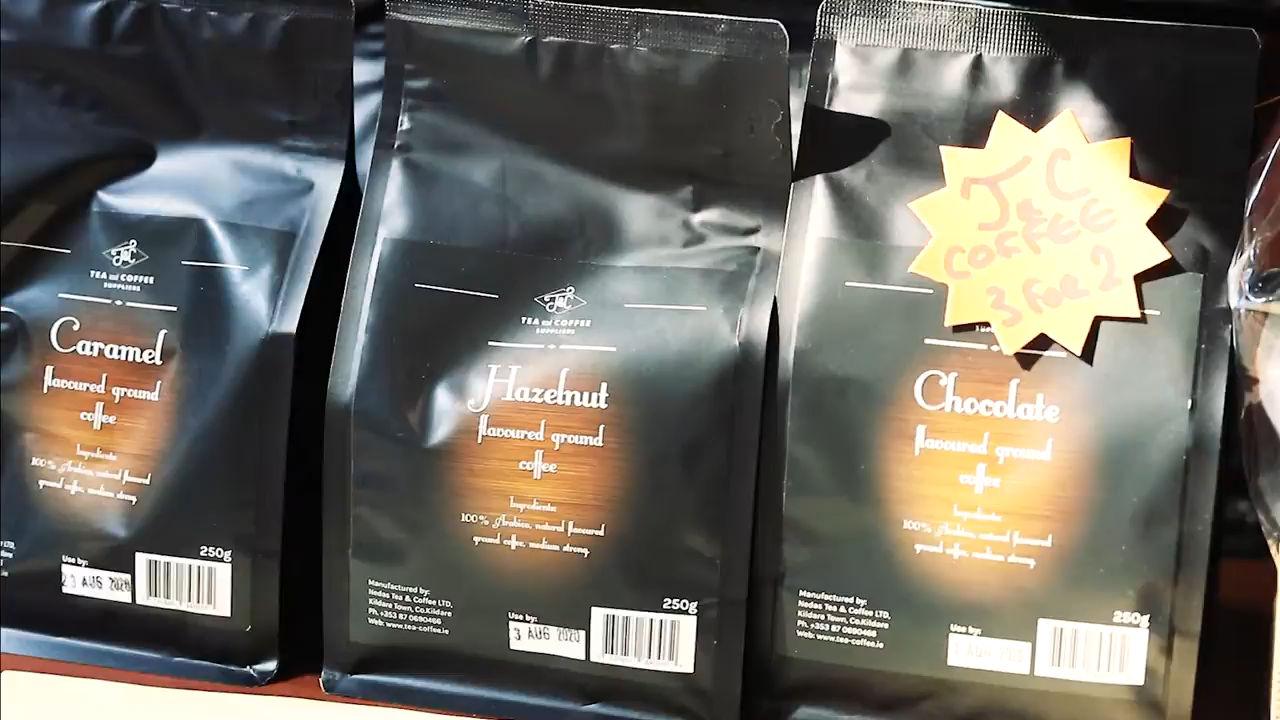 J&C
TEA and COFFEE
SUPPLIERS
Caramel
flavoured ground
coffee
Ingredients:
100% Arabica, natural flavoured
ground coffee, medium strong.
LTD,
250g
Use by:
23 AUG 2020
J&C
TEA and COFFEE
SUPPLIERS
Hazelnut
flavoured ground
coffee
Ingredients:
100% Arabica, natural flavoured
ground coffee, medium strong.
Manufactured by:
Nedas Tea & Coffee LTD,
Kildare Town, Co.Kildare
Ph. +353 87 0690466
Web: www.tea-coffee.ie
250g
Use by:
3 AUG 2020
J&C
COFFEE
3 FOR 2
Chocolate
flavoured ground
coffee
Ingredients:
100% Arabica, natural flavoured
ground coffee, medium strong.
Manufactured by:
Nedas Tea & Coffee LTD,
Kildare Town, Co.Kildare
Ph. +353 87 0690466
Web: www.tea-coffee.ie
250g
Use by: